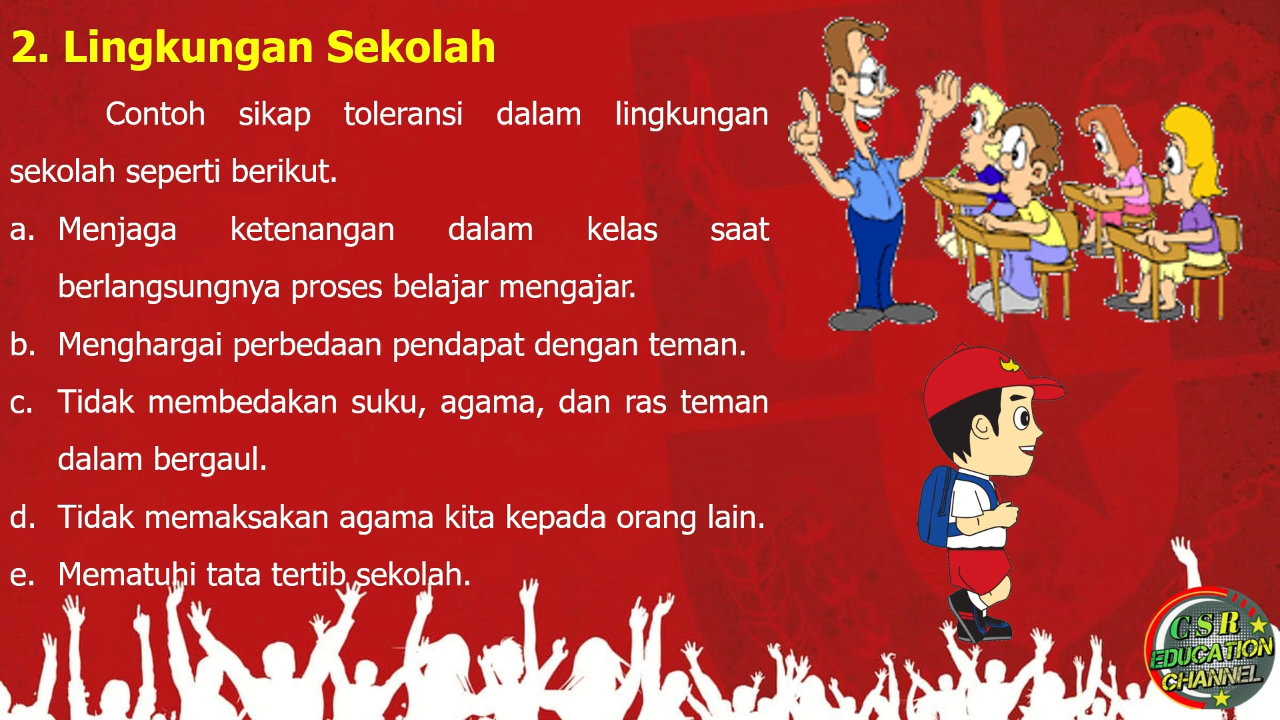 2. Lingkungan Sekolah
Contoh sikap toleransi dalam lingkungan
sekolah seperti berikut.
a. Menjaga ketenangan dalam kelas saat
berlangsungnya proses belajar mengajar.
b. Menghargai perbedaan pendapat dengan teman.
c. Tidak membedakan suku, agama, dan ras teman
dalam bergaul.
d. Tidak memaksakan agama kita kepada orang lain.
e. Mematuhi tata tertib sekolah.
CSR
EDUCATION
CHANNEL